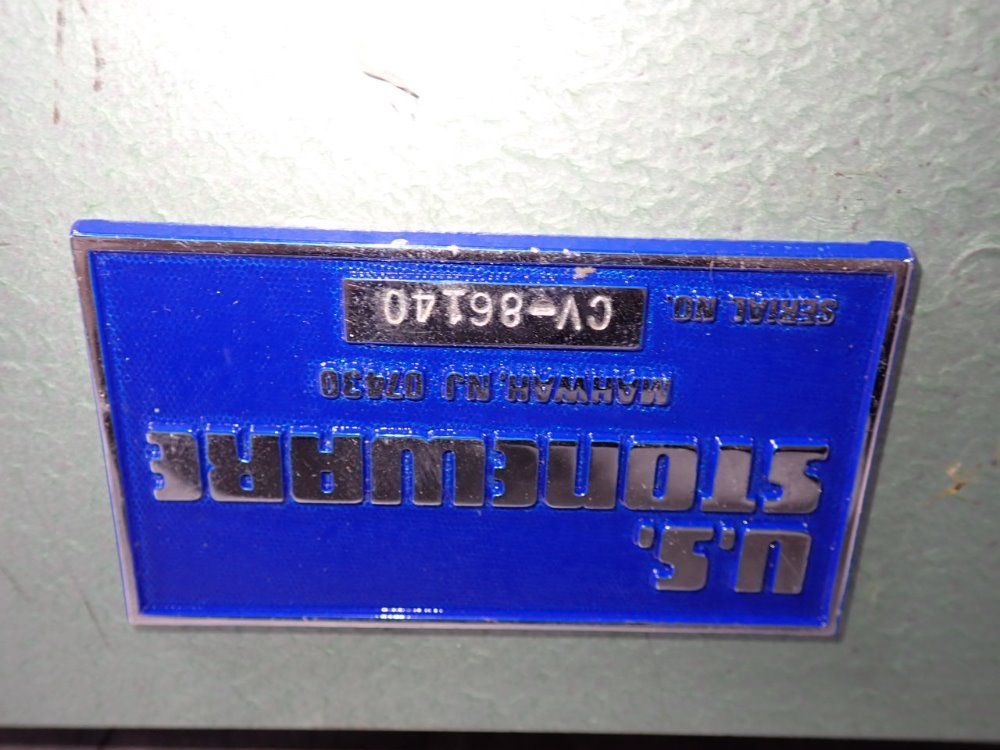 U.S.
STONEWARE
MAHWAH, NJ 07430
SERIAL NO. CV-86140